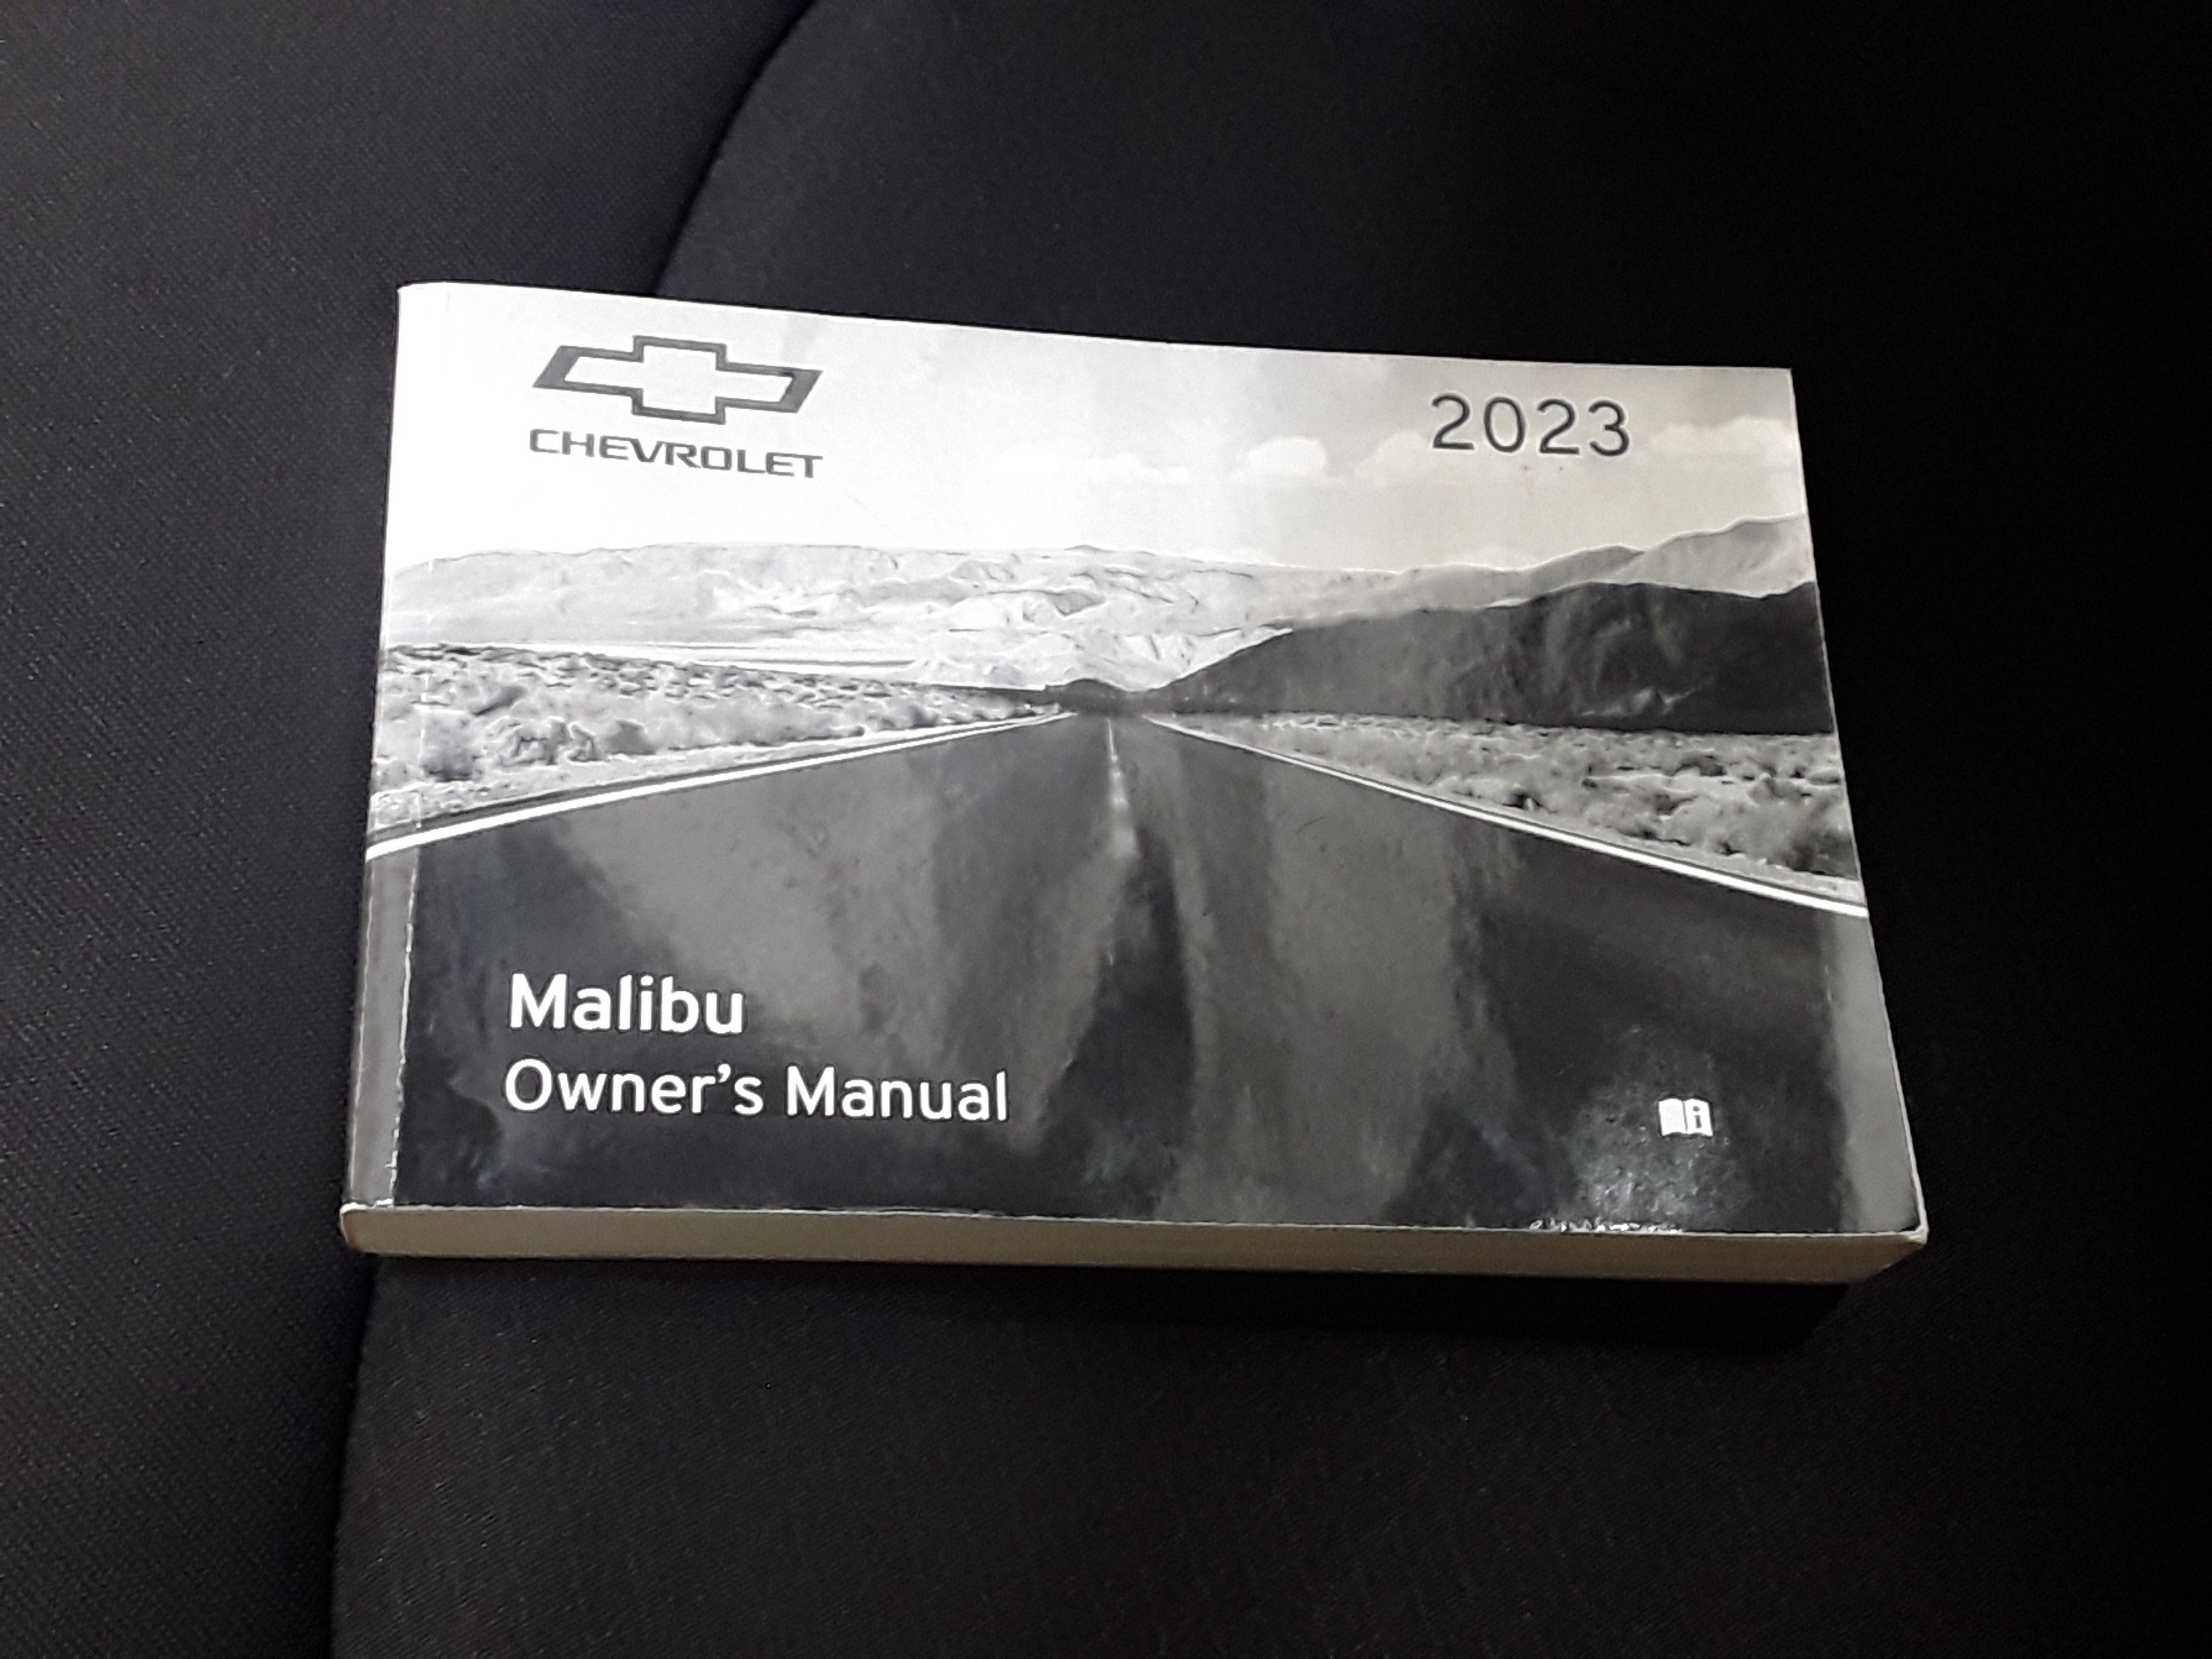 CHEVROLET
2023
Malibu
Owner's Manual
i